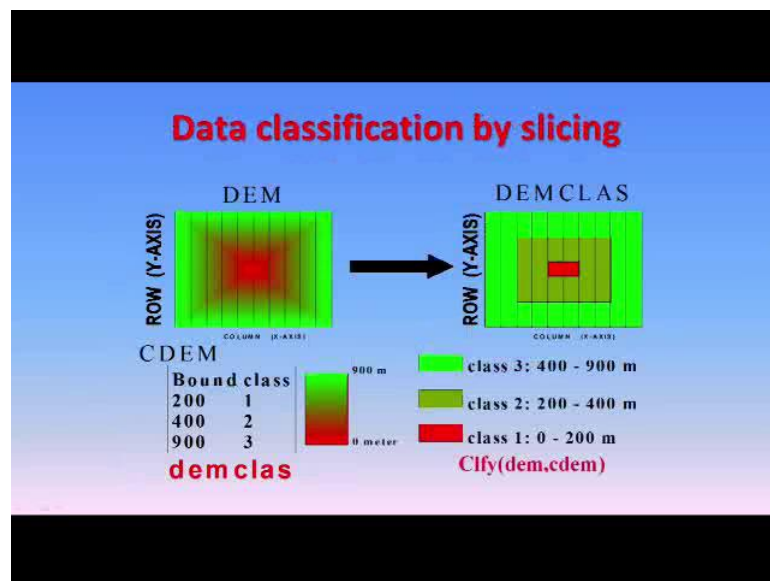 Data classification by slicing
DEM
ROW (Y-AXIS)
COLUMN (X-AXIS)
DEMCLAS
ROW (Y-AXIS)
COLUMN (X-AXIS)
CDEM
Bound class
200 1
400 2
900 3
demclas
900 m
0 meter
class 3: 400 - 900 m
class 2: 200 - 400 m
class 1: 0 - 200 m
Clfy(dem,cdem)